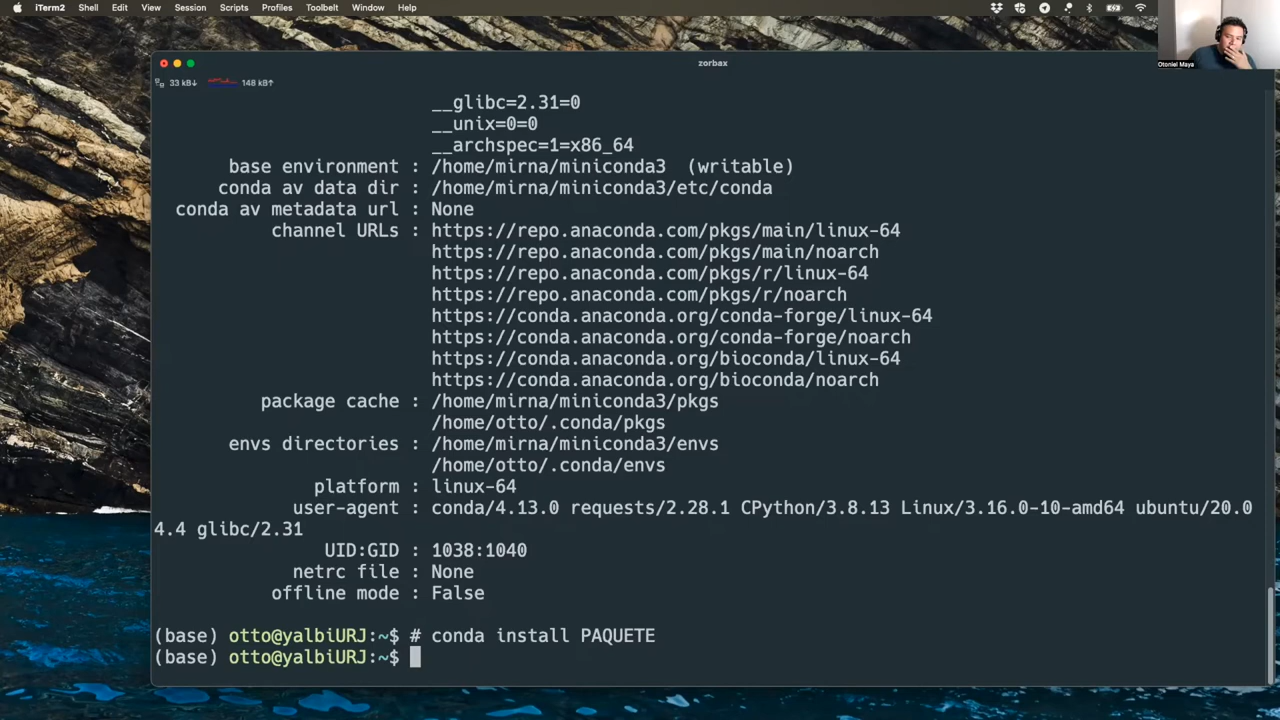 iTerm2 Shell Edit View Session Scripts Profiles Toolbelt Window Help
Otoniel Maya
zorbax
33 kB↓ 148 kB↑
__glibc=2.31=0
__unix=0=0
__archspec=1=x86_64
base environment : /home/mirna/miniconda3 (writable)
conda av data dir : /home/mirna/miniconda3/etc/conda
conda av metadata url : None
channel URLs : https://repo.anaconda.com/pkgs/main/linux-64
https://repo.anaconda.com/pkgs/main/noarch
https://repo.anaconda.com/pkgs/r/linux-64
https://repo.anaconda.com/pkgs/r/noarch
https://conda.anaconda.org/conda-forge/linux-64
https://conda.anaconda.org/conda-forge/noarch
https://conda.anaconda.org/bioconda/linux-64
https://conda.anaconda.org/bioconda/noarch
package cache : /home/mirna/miniconda3/pkgs
/home/otto/.conda/pkgs
envs directories : /home/mirna/miniconda3/envs
/home/otto/.conda/envs
platform : linux-64
user-agent : conda/4.13.0 requests/2.28.1 CPython/3.8.13 Linux/3.16.0-10-amd64 ubuntu/20.0
4.4 glibc/2.31
UID:GID : 1038:1040
netrc file : None
offline mode : False
(base) otto@yalbiURJ:~$ # conda install PAQUETE
(base) otto@yalbiURJ:~$